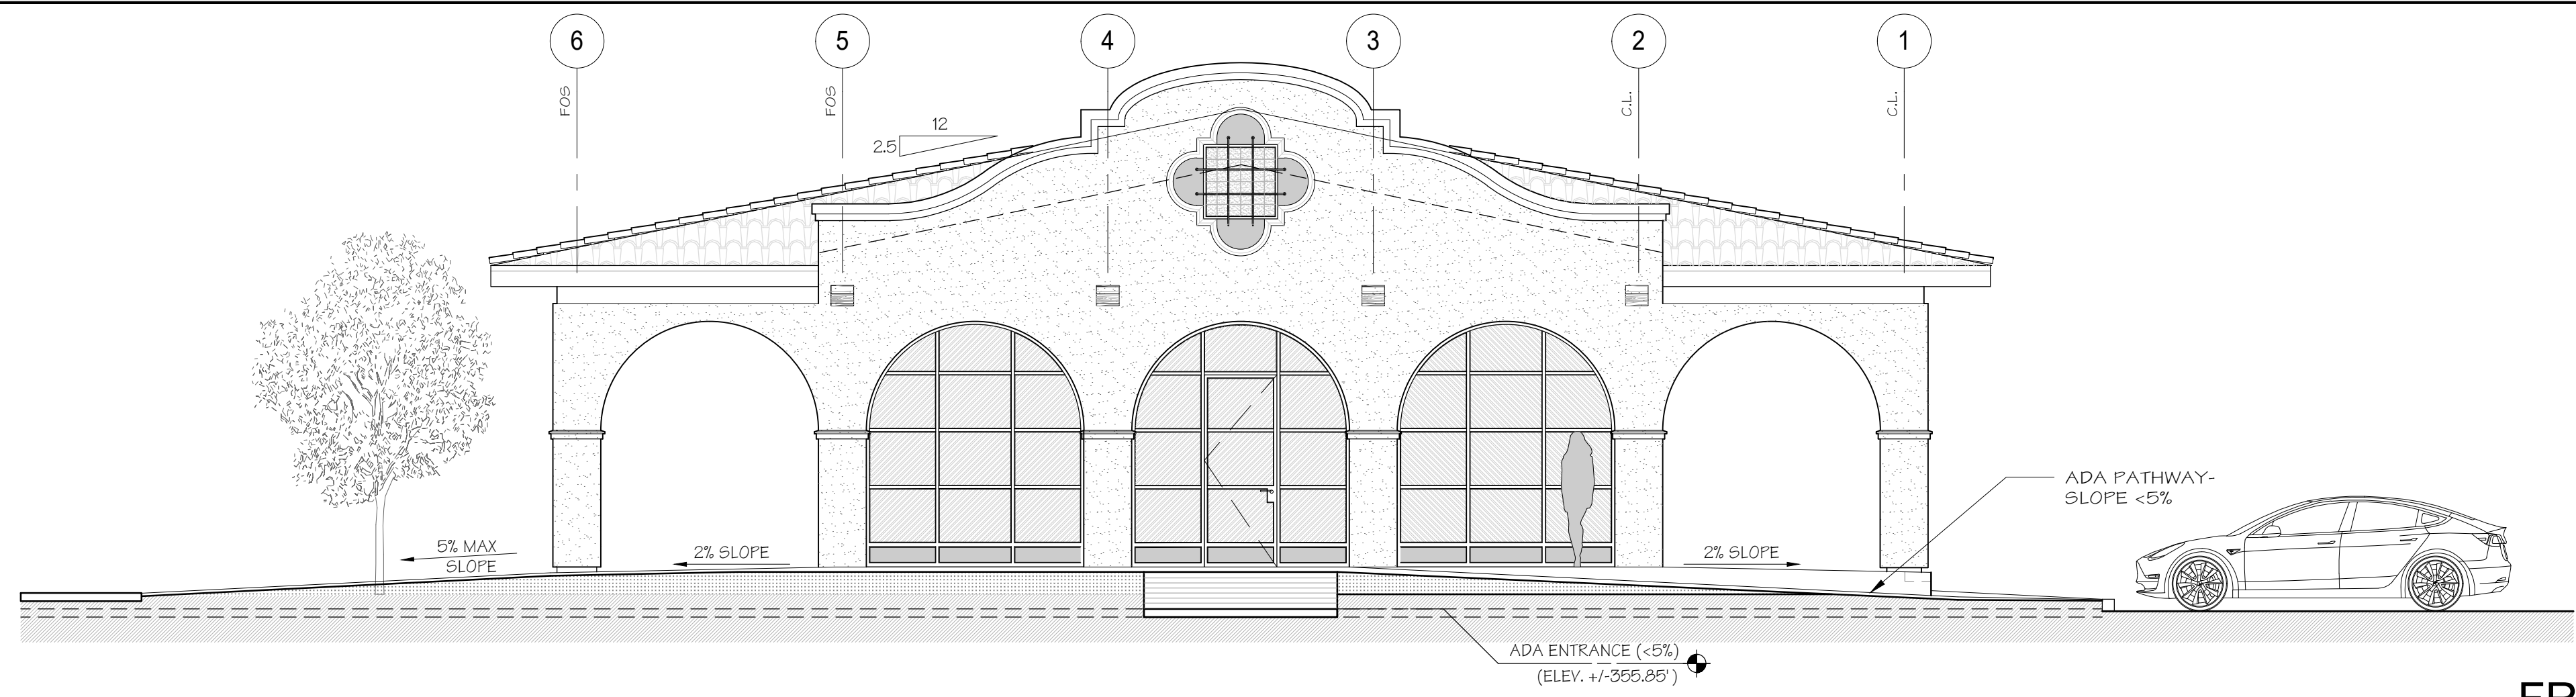 6
5
4
3
2
1
FOS
FOS
C.L.
C.L.
12
2.5
ADA PATHWAY-
SLOPE <5%
5% MAX
SLOPE
2% SLOPE
2% SLOPE
ADA ENTRANCE (<5%)
(ELEV. +/-355.85')